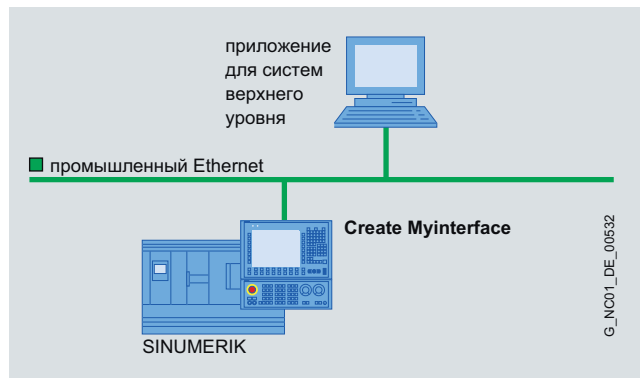 приложение
для систем
верхнего
уровня
промышленный Ethernet
Create Myinterface
SINUMERIK
G_NC01_DE_00532